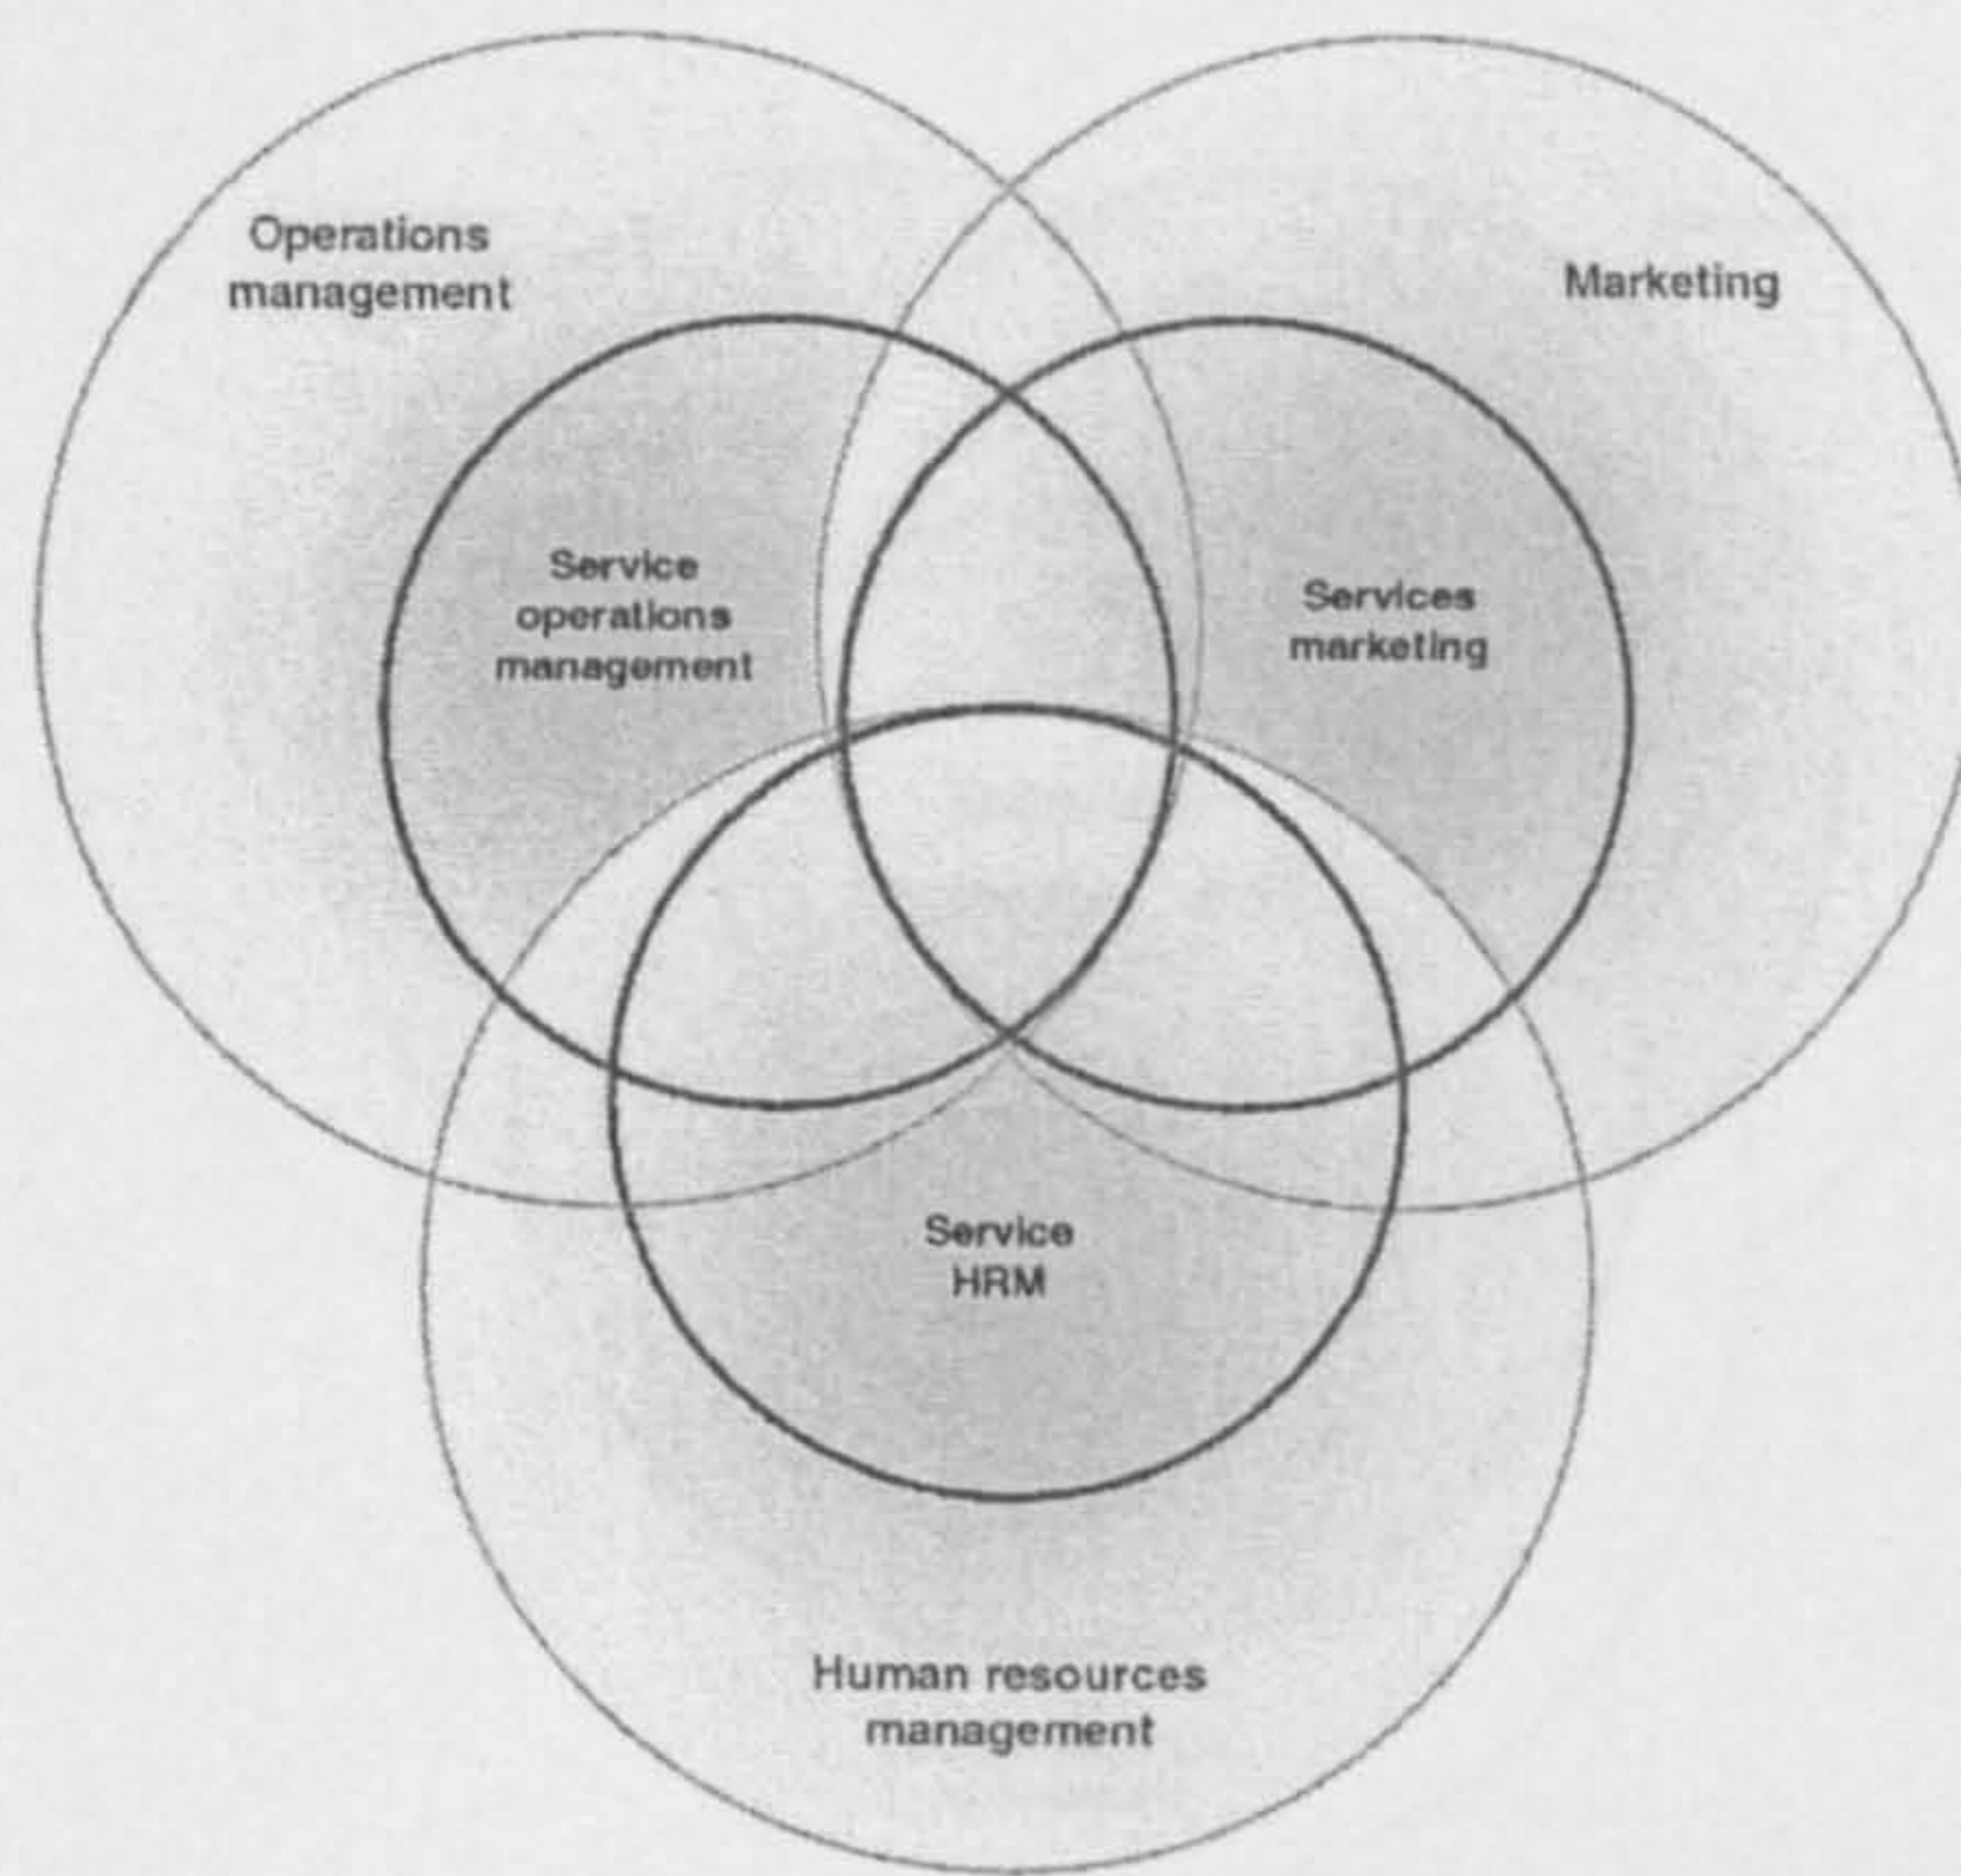 Operations
management
Marketing
Service
operations
management
Services
marketing
Service
HRM
Human resources
management